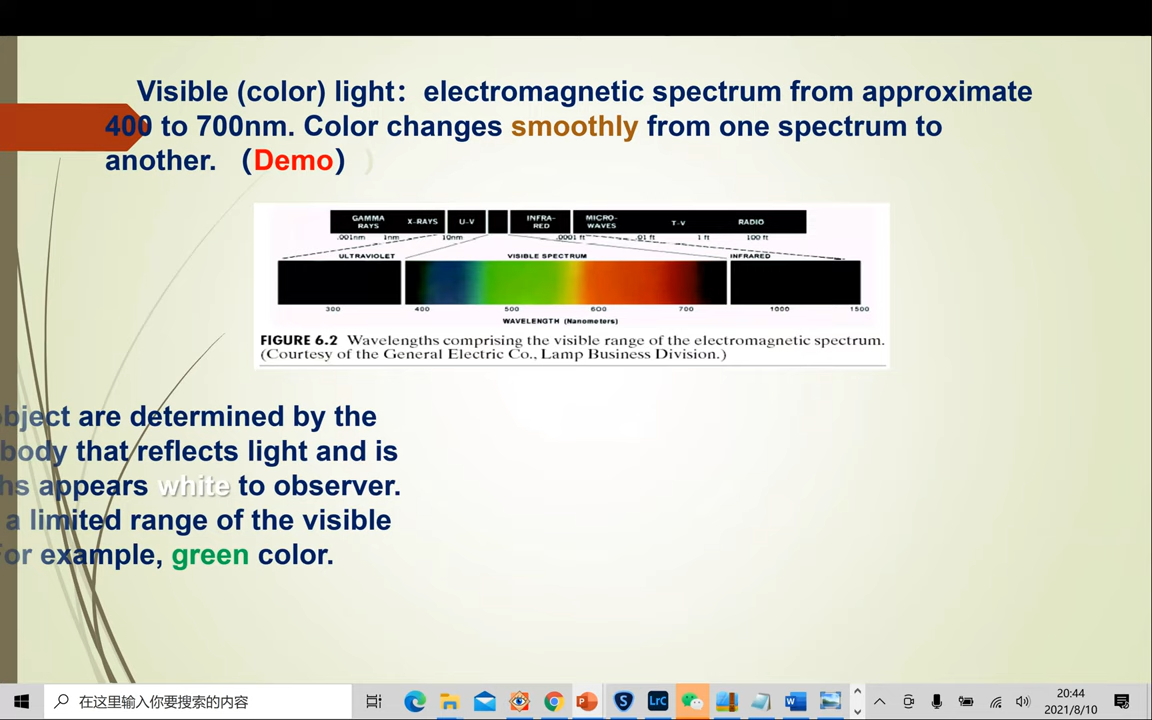 Visible (color) light：electromagnetic spectrum from approximate
400 to 700nm. Color changes smoothly from one spectrum to
another. （Demo）
GAMMA RAYS X-RAYS U-V INFRA-RED MICRO-WAVES T-V RADIO
.001nm 1nm 10nm .0001 ft .01 ft 1 ft 100 ft
ULTRAVIOLET VISIBLE SPECTRUM INFRARED
300 400 500 600 700 1000 1500
WAVELENGTH (Nanometers)
FIGURE 6.2 Wavelengths comprising the visible range of the electromagnetic spectrum.
(Courtesy of the General Electric Co., Lamp Business Division.)
object are determined by the
body that reflects light and is
hs appears white to observer.
a limited range of the visible
For example, green color.
在这里输入你要搜索的内容
LrC
20:44
2021/8/10